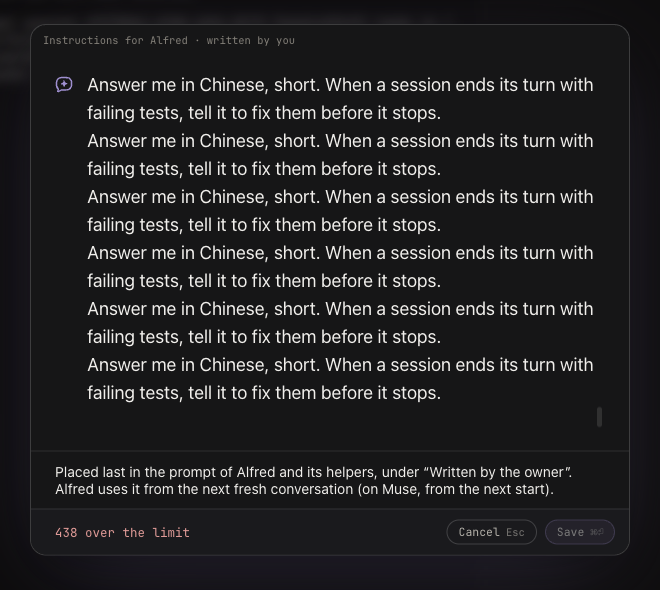 Instructions for Alfred · written by you
Answer me in Chinese, short. When a session ends its turn with
failing tests, tell it to fix them before it stops.
Answer me in Chinese, short. When a session ends its turn with
failing tests, tell it to fix them before it stops.
Answer me in Chinese, short. When a session ends its turn with
failing tests, tell it to fix them before it stops.
Answer me in Chinese, short. When a session ends its turn with
failing tests, tell it to fix them before it stops.
Answer me in Chinese, short. When a session ends its turn with
failing tests, tell it to fix them before it stops.
Answer me in Chinese, short. When a session ends its turn with
failing tests, tell it to fix them before it stops.
Placed last in the prompt of Alfred and its helpers, under “Written by the owner”.
Alfred uses it from the next fresh conversation (on Muse, from the next start).
438 over the limit
Cancel Esc
Save